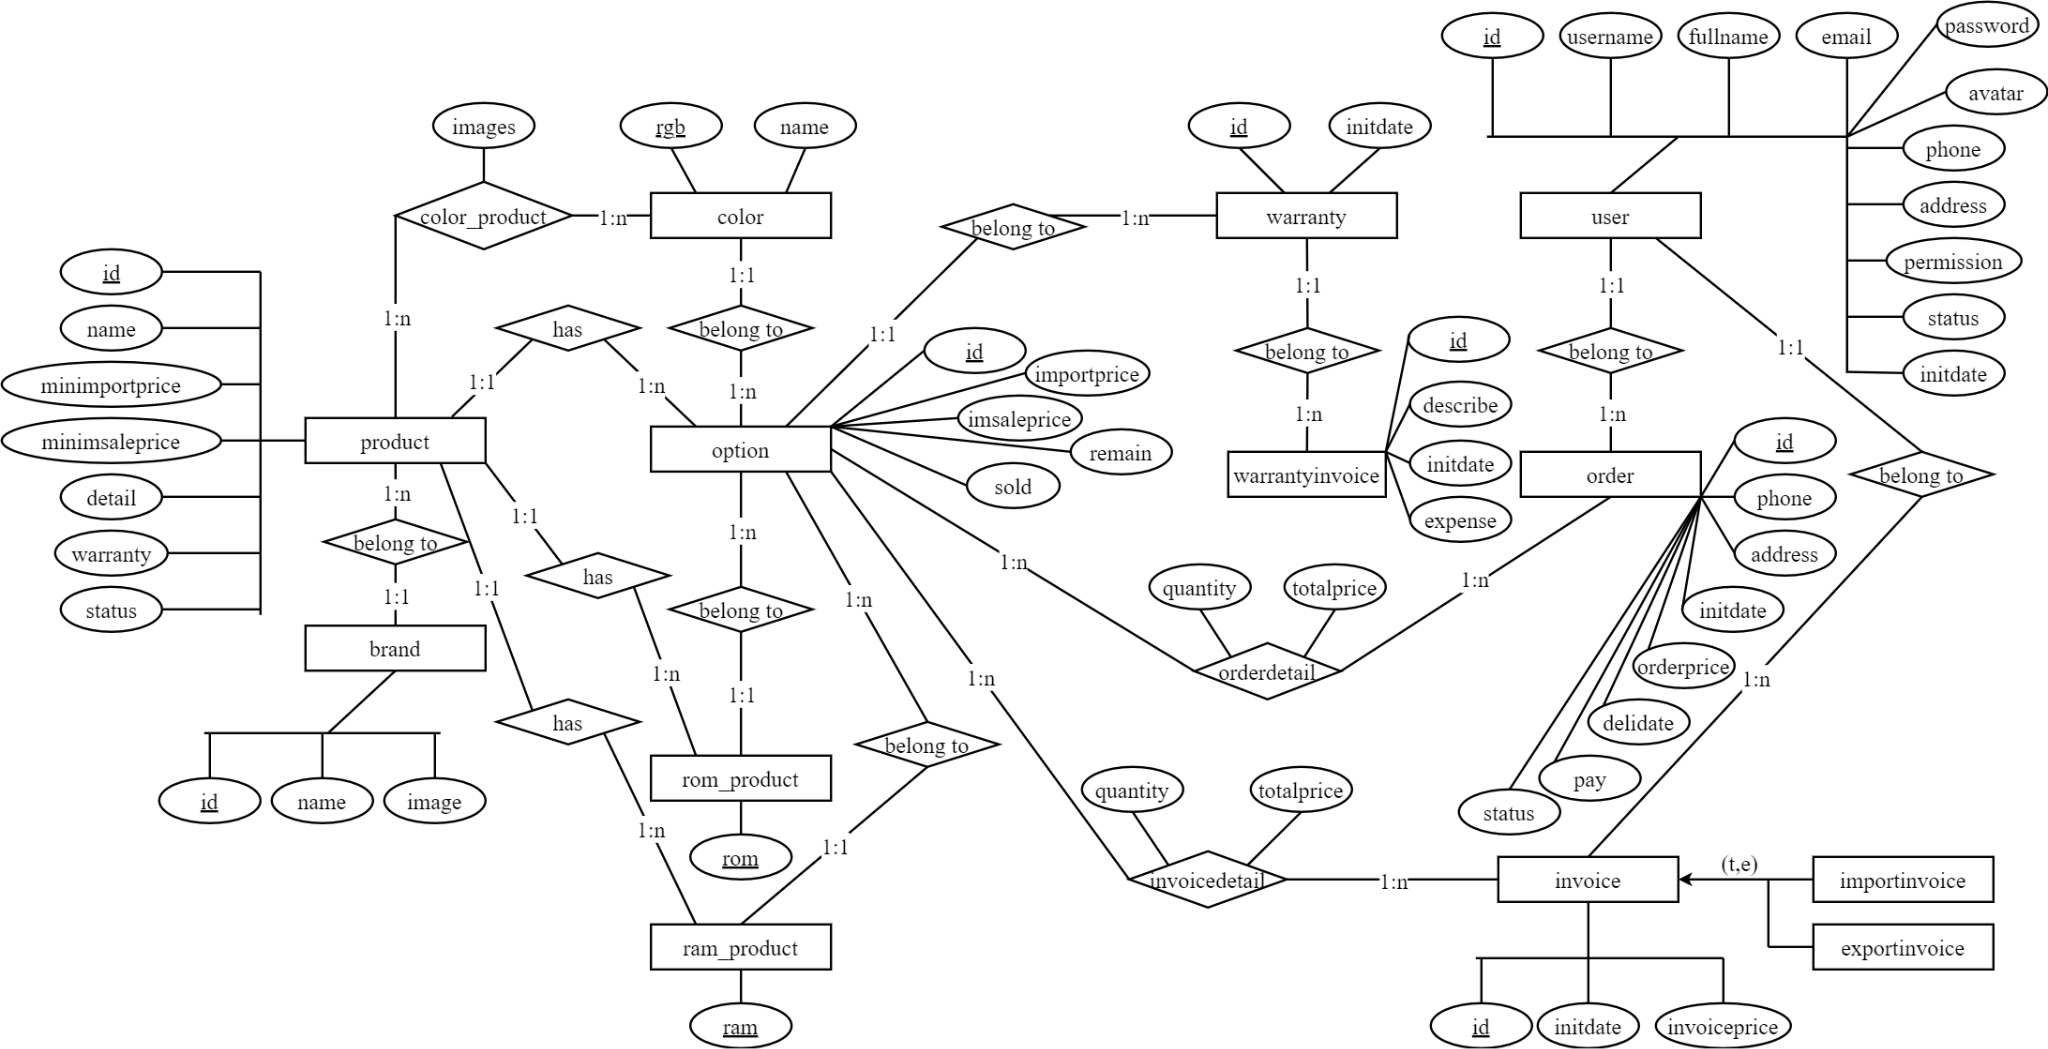 password
id
username
fullname
email
avatar
images
rgb
name
id
initdate
phone
address
color_product
1:n
color
belong to
1:n
warranty
user
permission
id
1:1
1:1
1:1
status
name
1:n
has
belong to
1:1
belong to
belong to
1:1
id
id
initdate
minimportprice
1:1
1:n
1:n
importprice
describe
1:n
1:n
imsaleprice
minimsaleprice
product
option
remain
id
initdate
warrantyinvoice
order
belong to
detail
1:n
sold
phone
1:1
1:n
expense
belong to
warranty
1:n
address
has
1:1
1:1
1:n
quantity
totalprice
1:n
status
belong to
initdate
brand
1:n
1:n
orderdetail
orderprice
1:1
1:n
1:n
has
delidate
belong to
rom_product
pay
id
name
image
quantity
totalprice
status
1:n
1:1
rom
(t,e)
invoicedetail
1:n
invoice
importinvoice
ram_product
exportinvoice
ram
id
initdate
invoiceprice